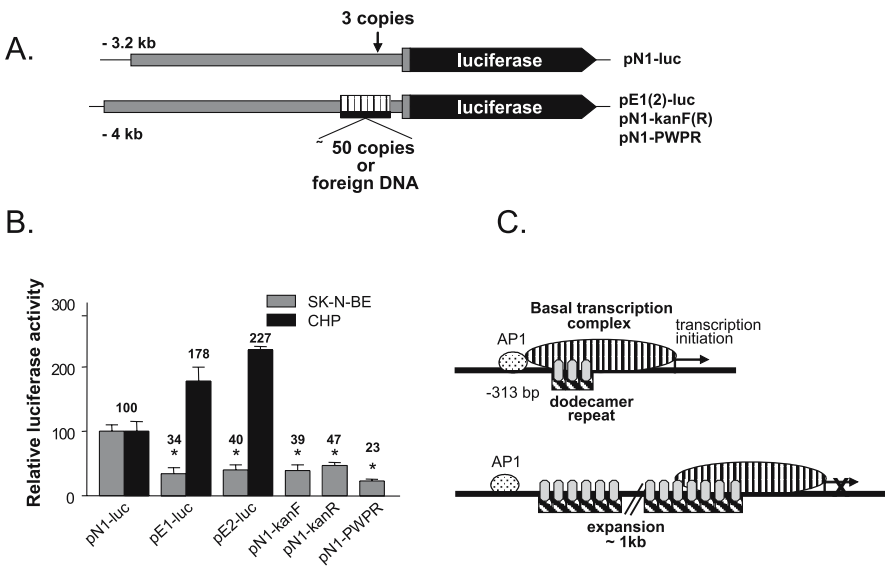 A.
3 copies
- 3.2 kb
luciferase
pN1-luc
luciferase
pE1(2)-luc
pN1-kanF(R)
pN1-PWPR
- 4 kb
~ 50 copies
or
foreign DNA
B.
Relative luciferase activity
300
200
100
0
SK-N-BE
CHP
100
34
*
178
40
*
227
39
*
47
*
23
*
pN1-luc
pE1-luc
pE2-luc
pN1-kanF
pN1-kanR
pN1-PWPR
C.
Basal transcription
complex
AP1
transcription
initiation
-313 bp
dodecamer
repeat
AP1
X
expansion
~ 1kb